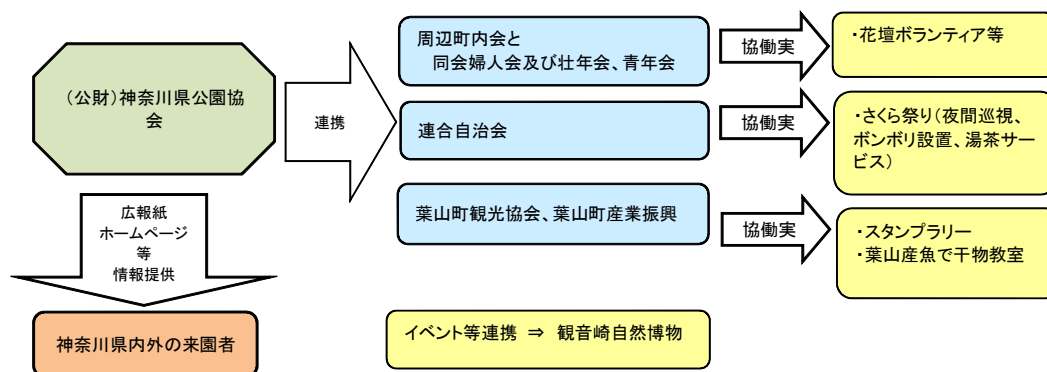 (公財)神奈川県公園協
会
連携
周辺町内会と
同会婦人会及び壮年会、青年会
協働実
・花壇ボランティア等
連合自治会
協働実
・さくら祭り(夜間巡視、
ボンボリ設置、湯茶サー
ビス)
葉山町観光協会、葉山町産業振興
協働実
・スタンプラリー
・葉山産魚で干物教室
広報紙
ホームページ
等
情報提供
神奈川県内外の来園者
イベント等連携 ⇒ 観音崎自然博物